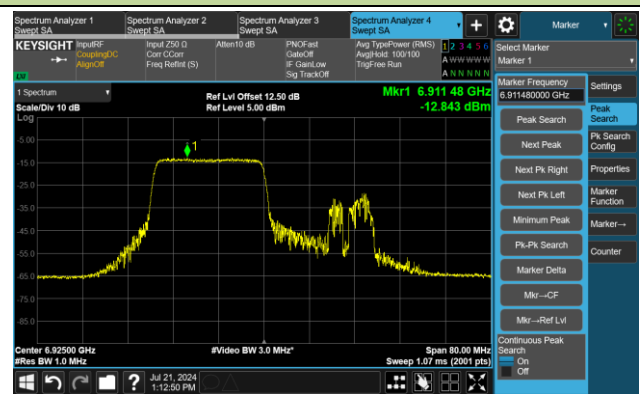 Spectrum Analyzer 1
Swept SA
Spectrum Analyzer 2
Swept SA
Spectrum Analyzer 3
Swept SA
Spectrum Analyzer 4
Swept SA
Marker
KEYSIGHT
InputRF
CouplingDC
AlignOff
Input Z50 Ω
Corr CCorr
Freq RefInt (S)
Atten10 dB
PNOFast
GateOff
IF GainLow
Sig TrackOff
Avg TypePower (RMS)
Avg|Hold: 100/100
TrigFree Run
1 2 3 4 5 6
A W W W W W
A N N N N N
Select Marker
Marker 1
1 Spectrum
Scale/Div 10 dB
Ref Lvl Offset 12.50 dB
Ref Level 5.00 dBm
Mkr1 6.911 48 GHz
-12.843 dBm
Log
-5.00
-15.0
-25.0
-35.0
-45.0
-55.0
-65.0
-75.0
-85.0
1
Center 6.92500 GHz
#Res BW 1.0 MHz
#Video BW 3.0 MHz*
Span 80.00 MHz
Sweep 1.07 ms (2001 pts)
Jul 21, 2024
1:12:50 PM
Marker Frequency
6.911480000 GHz
Peak Search
Next Peak
Next Pk Right
Next Pk Left
Minimum Peak
Pk-Pk Search
Marker Delta
Mkr→CF
Mkr→Ref Lvl
Continuous Peak
Search
On
Off
Settings
Peak
Search
Pk Search
Config
Properties
Marker
Function
Marker→
Counter